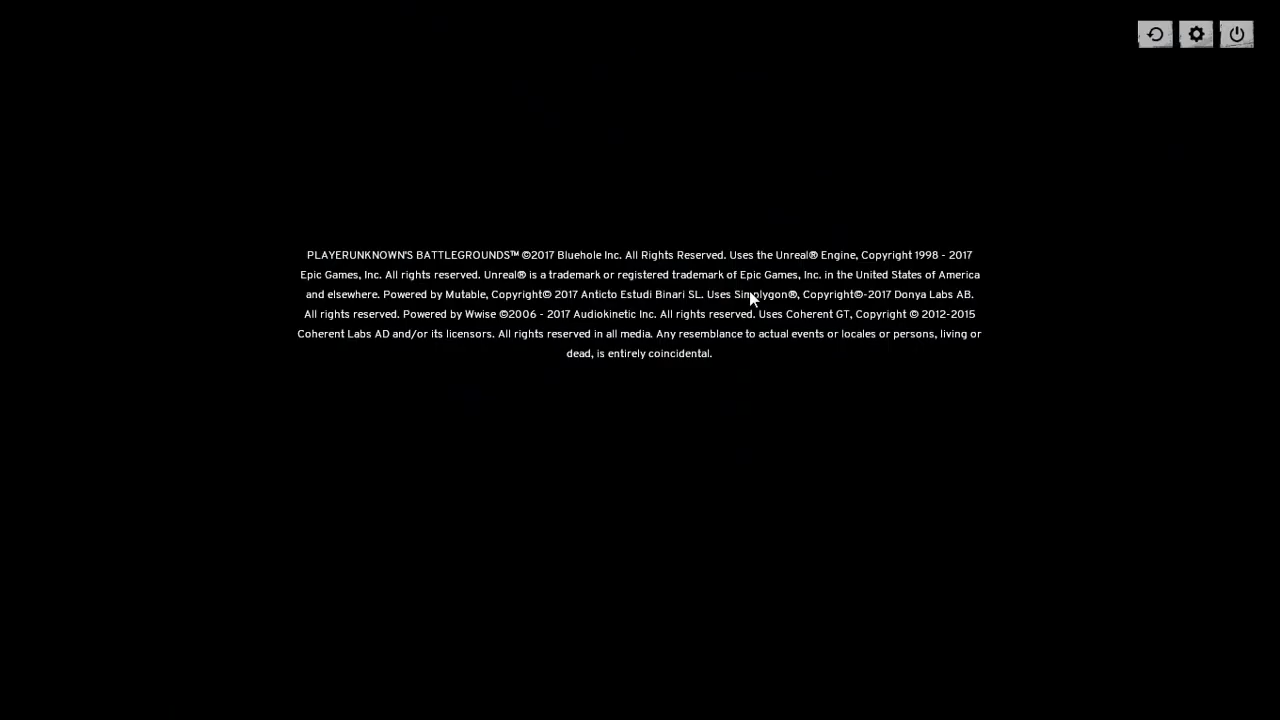 PLAYERUNKNOWN'S BATTLEGROUNDS™ ©2017 Bluehole Inc. All Rights Reserved. Uses the Unreal® Engine, Copyright 1998 - 2017
Epic Games, Inc. All rights reserved. Unreal® is a trademark or registered trademark of Epic Games, Inc. in the United States of America
and elsewhere. Powered by Mutable, Copyright© 2017 Anticto Estudi Binari SL. Uses Simplygon®, Copyright©-2017 Donya Labs AB.
All rights reserved. Powered by Wwise ©2006 - 2017 Audiokinetic Inc. All rights reserved. Uses Coherent GT, Copyright © 2012-2015
Coherent Labs AD and/or its licensors. All rights reserved in all media. Any resemblance to actual events or locales or persons, living or
dead, is entirely coincidental.